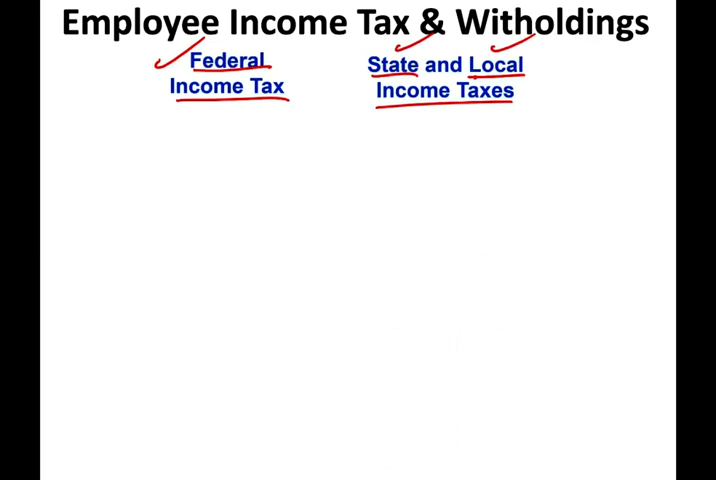 Employee Income Tax & Witholdings
Federal
Income Tax
State and Local
Income Taxes